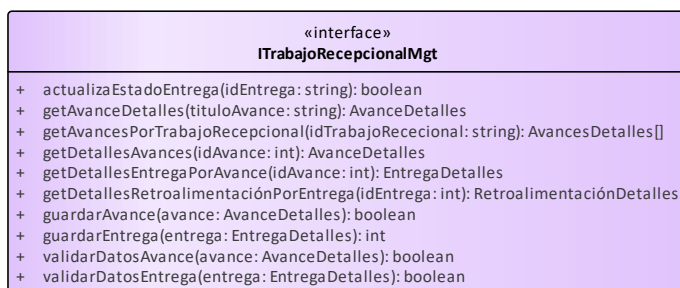 «interface»
ITrabajoRecepcionalMgt
+ actualizaEstadoEntrega(idEntrega: string): boolean
+ getAvanceDetalles(tituloAvance: string): AvanceDetalles
+ getAvancesPorTrabajoRecepcional(idTrabajoRececional: string): AvancesDetalles[]
+ getDetallesAvances(idAvance: int): AvanceDetalles
+ getDetallesEntregaPorAvance(idAvance: int): EntregaDetalles
+ getDetallesRetroalimentaciónPorEntrega(idEntrega: int): RetroalimentaciónDetalles
+ guardarAvance(avance: AvanceDetalles): boolean
+ guardarEntrega(entrega: EntregaDetalles): int
+ validarDatosAvance(avance: AvanceDetalles): boolean
+ validarDatosEntrega(entrega: EntregaDetalles): boolean